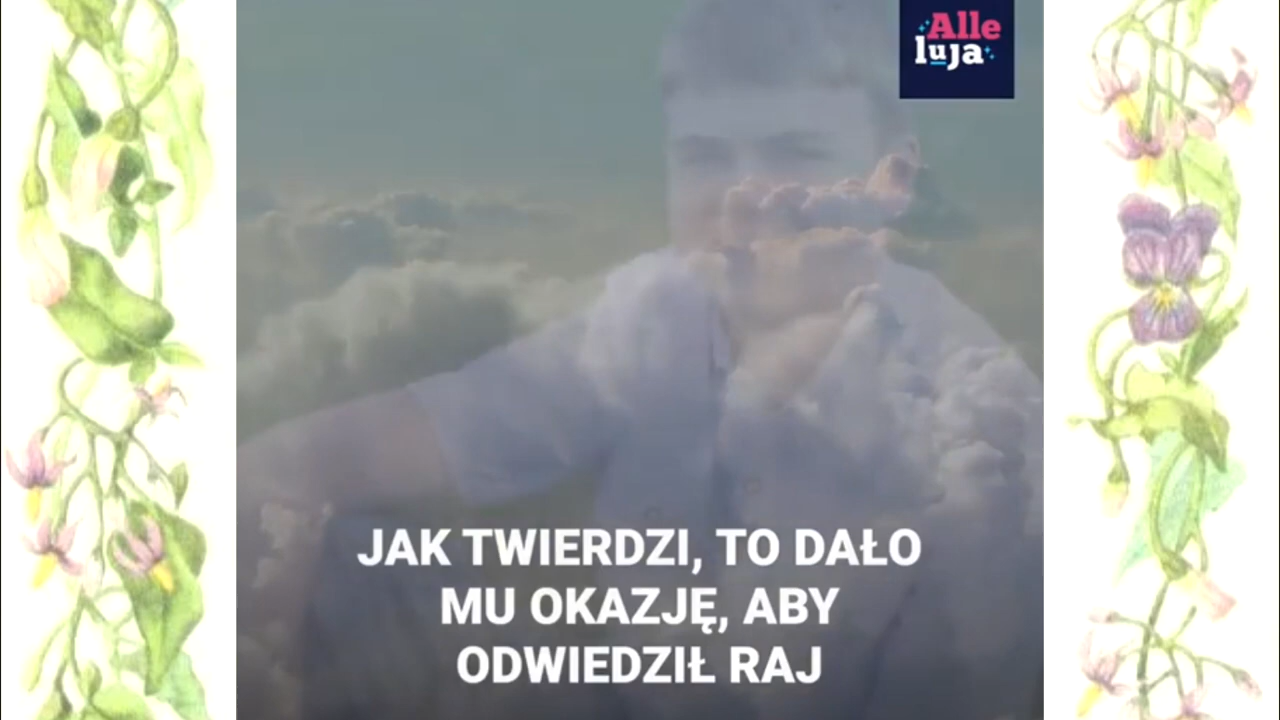 Alle
luja
JAK TWIERDZI, TO DAŁO
MU OKAZJĘ, ABY
ODWIEDZIŁ RAJ